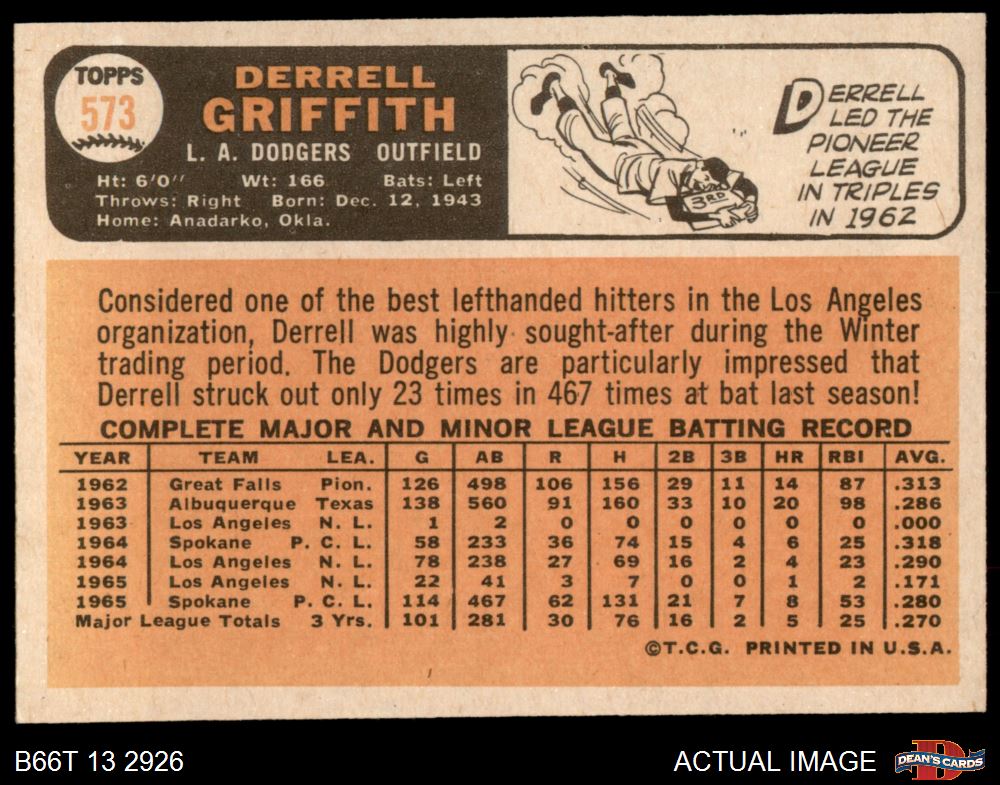 TOPPS
573
DERRELL
GRIFFITH
L. A. DODGERS OUTFIELD
Ht: 6'0" Wt: 166 Bats: Left
Throws: Right Born: Dec. 12, 1943
Home: Anadarko, Okla.
3RD
DERRELL
LED THE
PIONEER
LEAGUE
IN TRIPLES
IN 1962
Considered one of the best lefthanded hitters in the Los Angeles
organization, Derrell was highly sought-after during the Winter
trading period. The Dodgers are particularly impressed that
Derrell struck out only 23 times in 467 times at bat last season!
COMPLETE MAJOR AND MINOR LEAGUE BATTING RECORD
YEAR TEAM LEA. G AB R H 2B 3B HR RBI AVG.
1962 Great Falls Pion. 126 498 106 156 29 11 14 87 .313
1963 Albuquerque Texas 138 560 91 160 33 10 20 98 .286
1963 Los Angeles N. L. 1 2 0 0 0 0 0 0 .000
1964 Spokane P. C. L. 58 233 36 74 15 4 6 25 .318
1964 Los Angeles N. L. 78 238 27 69 16 2 4 23 .290
1965 Los Angeles N. L. 22 41 3 7 0 0 1 2 .171
1965 Spokane P. C. L. 114 467 62 131 21 7 8 53 .280
Major League Totals 3 Yrs. 101 281 30 76 16 2 5 25 .270
©T.C.G. PRINTED IN U.S.A.
B66T 13 2926
ACTUAL IMAGE
D
DEAN'S CARDS